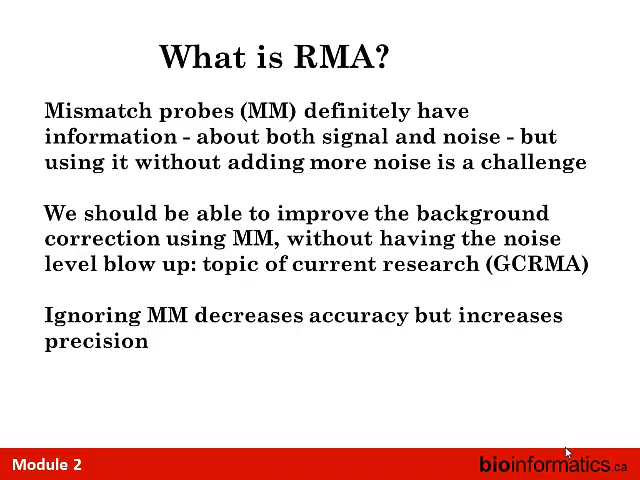 What is RMA?
Mismatch probes (MM) definitely have
information - about both signal and noise - but
using it without adding more noise is a challenge
We should be able to improve the background
correction using MM, without having the noise
level blow up: topic of current research (GCRMA)
Ignoring MM decreases accuracy but increases
precision
Module 2
bioinformatics.ca